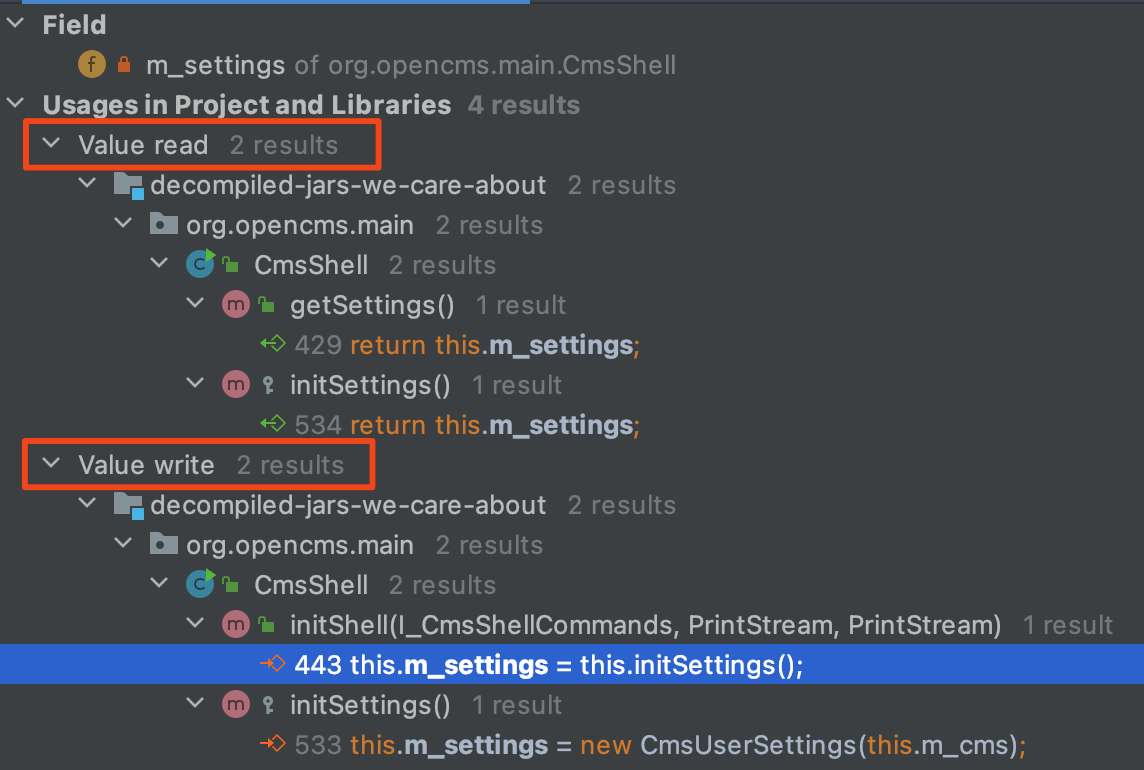 Field
f m_settings of org.opencms.main.CmsShell
Usages in Project and Libraries 4 results
Value read 2 results
decompiled-jars-we-care-about 2 results
org.opencms.main 2 results
C CmsShell 2 results
m getSettings() 1 result
429 return this.m_settings;
m initSettings() 1 result
534 return this.m_settings;
Value write 2 results
decompiled-jars-we-care-about 2 results
org.opencms.main 2 results
C CmsShell 2 results
m initShell(I_CmsShellCommands, PrintStream, PrintStream) 1 result
443 this.m_settings = this.initSettings();
m initSettings() 1 result
533 this.m_settings = new CmsUserSettings(this.m_cms);